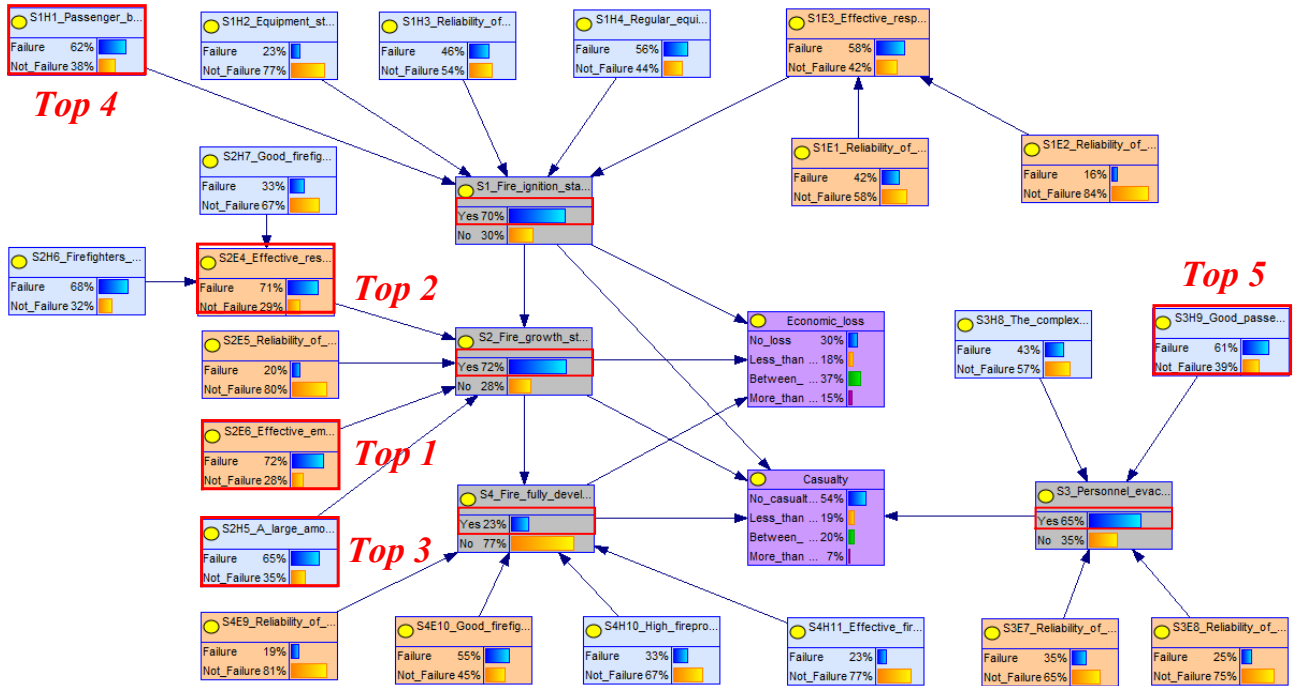 S1H1_Passenger_b...
Failure 62%
Not_Failure 38%
Top 4
S1H2_Equipment_st...
Failure 23%
Not_Failure 77%
S1H3_Reliability_of...
Failure 46%
Not_Failure 54%
S1H4_Regular_equi...
Failure 56%
Not_Failure 44%
S1E3_Effective_resp...
Failure 58%
Not_Failure 42%
S1E1_Reliability_of_...
Failure 42%
Not_Failure 58%
S1E2_Reliability_of_...
Failure 16%
Not_Failure 84%
S2H7_Good_firefig...
Failure 33%
Not_Failure 67%
S1_Fire_ignition_sta...
Yes 70%
No 30%
S2H6_Firefighters_...
Failure 68%
Not_Failure 32%
S2E4_Effective_res...
Failure 71%
Not_Failure 29%
Top 2
S2E5_Reliability_of_...
Failure 20%
Not_Failure 80%
S2_Fire_growth_st...
Yes 72%
No 28%
Economic_loss
No_loss 30%
Less_than ... 18%
Between_ ... 37%
More_than ... 15%
Top 5
S3H8_The_complex...
Failure 43%
Not_Failure 57%
S3H9_Good_passe...
Failure 61%
Not_Failure 39%
S2E6_Effective_em...
Failure 72%
Not_Failure 28%
Top 1
S2H5_A_large_amo...
Failure 65%
Not_Failure 35%
Top 3
S4_Fire_fully_devel...
Yes 23%
No 77%
Casualty
No_casualt... 54%
Less_than ... 19%
Between_ ... 20%
More_than ... 7%
S3_Personnel_evac...
Yes 65%
No 35%
S4E9_Reliability_of_...
Failure 19%
Not_Failure 81%
S4E10_Good_firefig...
Failure 55%
Not_Failure 45%
S4H10_High_firepro...
Failure 33%
Not_Failure 67%
S4H11_Effective_fir...
Failure 23%
Not_Failure 77%
S3E7_Reliability_of_...
Failure 35%
Not_Failure 65%
S3E8_Reliability_of_...
Failure 25%
Not_Failure 75%